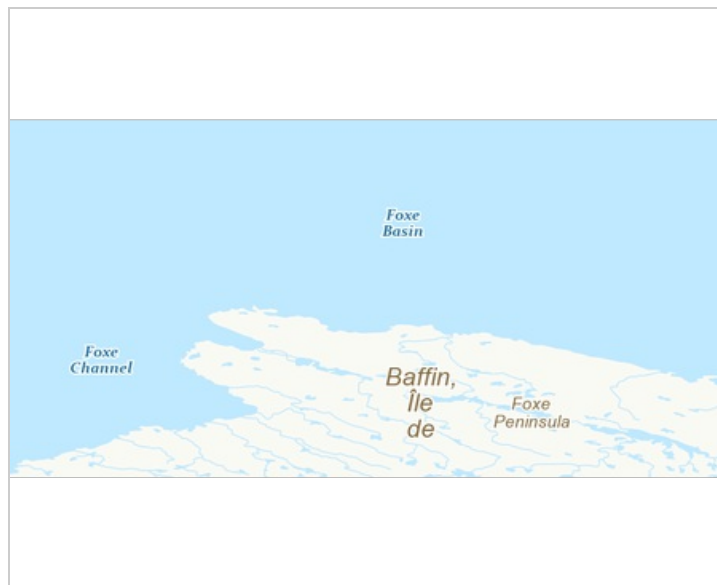 Foxe
Basin
Foxe
Channel
Baffin,
Île
de
Foxe
Peninsula